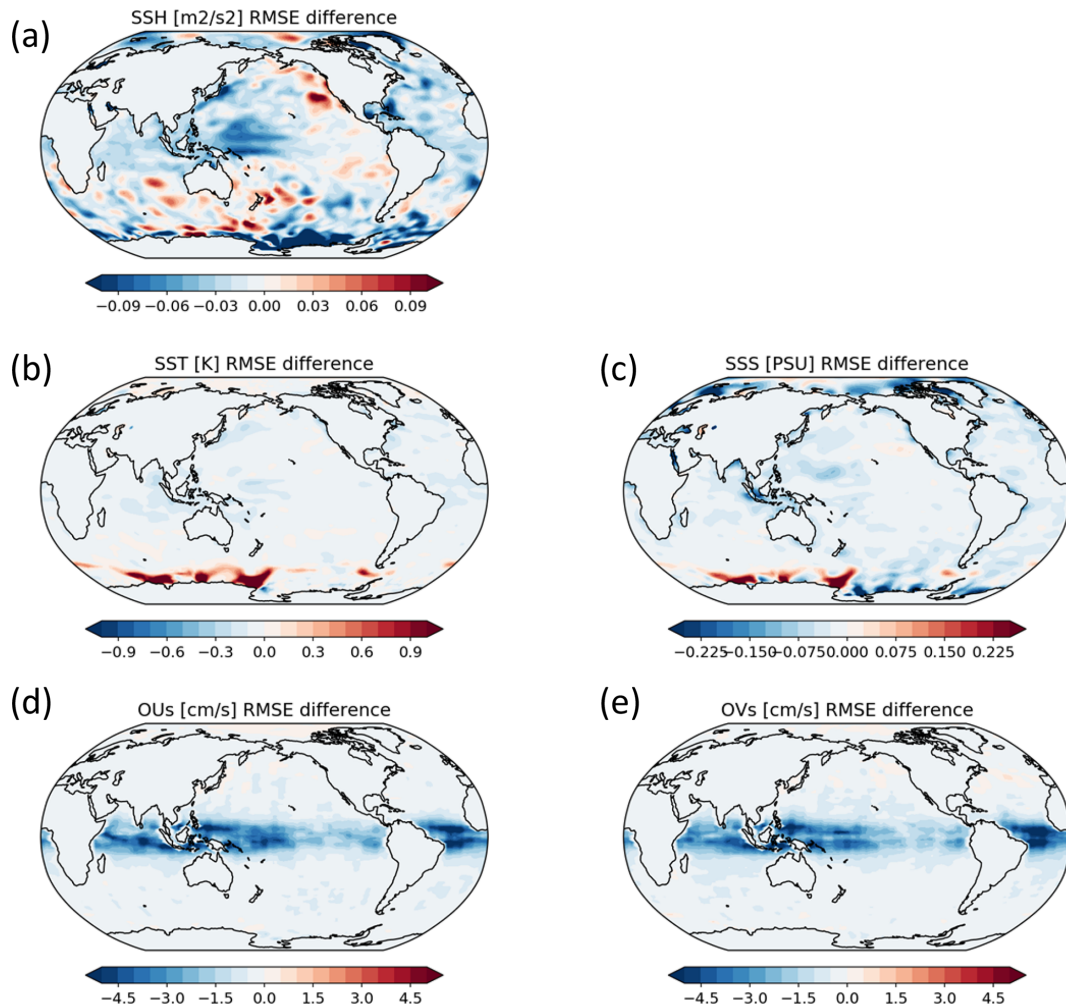 (a)
SSH [m2/s2] RMSE difference
−0.09 −0.06 −0.03 0.00 0.03 0.06 0.09
(b)
SST [K] RMSE difference
−0.9 −0.6 −0.3 0.0 0.3 0.6 0.9
(c)
SSS [PSU] RMSE difference
−0.225 −0.150 −0.075 0.000 0.075 0.150 0.225
(d)
OUs [cm/s] RMSE difference
−4.5 −3.0 −1.5 0.0 1.5 3.0 4.5
(e)
OVs [cm/s] RMSE difference
−4.5 −3.0 −1.5 0.0 1.5 3.0 4.5